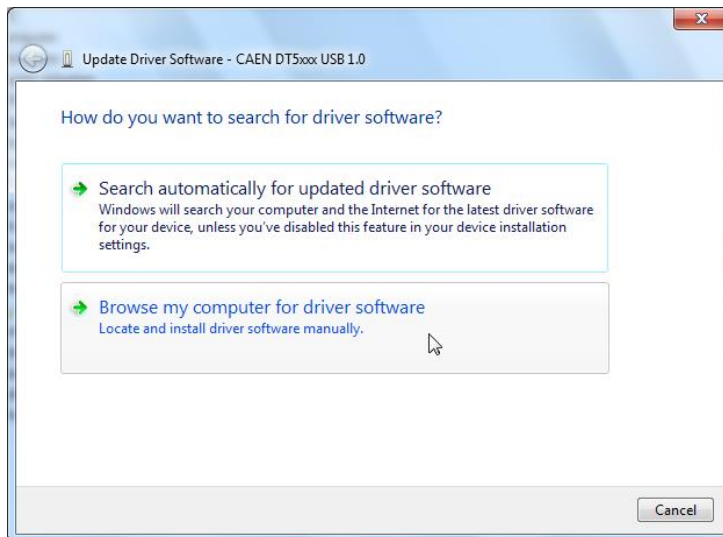 Update Driver Software - CAEN DT5xxx USB 1.0
How do you want to search for driver software?
Search automatically for updated driver software
Windows will search your computer and the Internet for the latest driver software
for your device, unless you've disabled this feature in your device installation
settings.
Browse my computer for driver software
Locate and install driver software manually.
Cancel